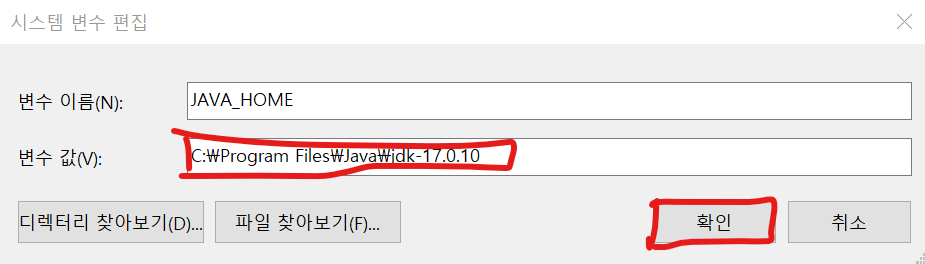 시스템 변수 편집
변수 이름(N): JAVA_HOME
변수 값(V): C:₩Program Files₩Java₩jdk-17.0.10
디렉터리 찾아보기(D)... 파일 찾아보기(F)... 확인 취소